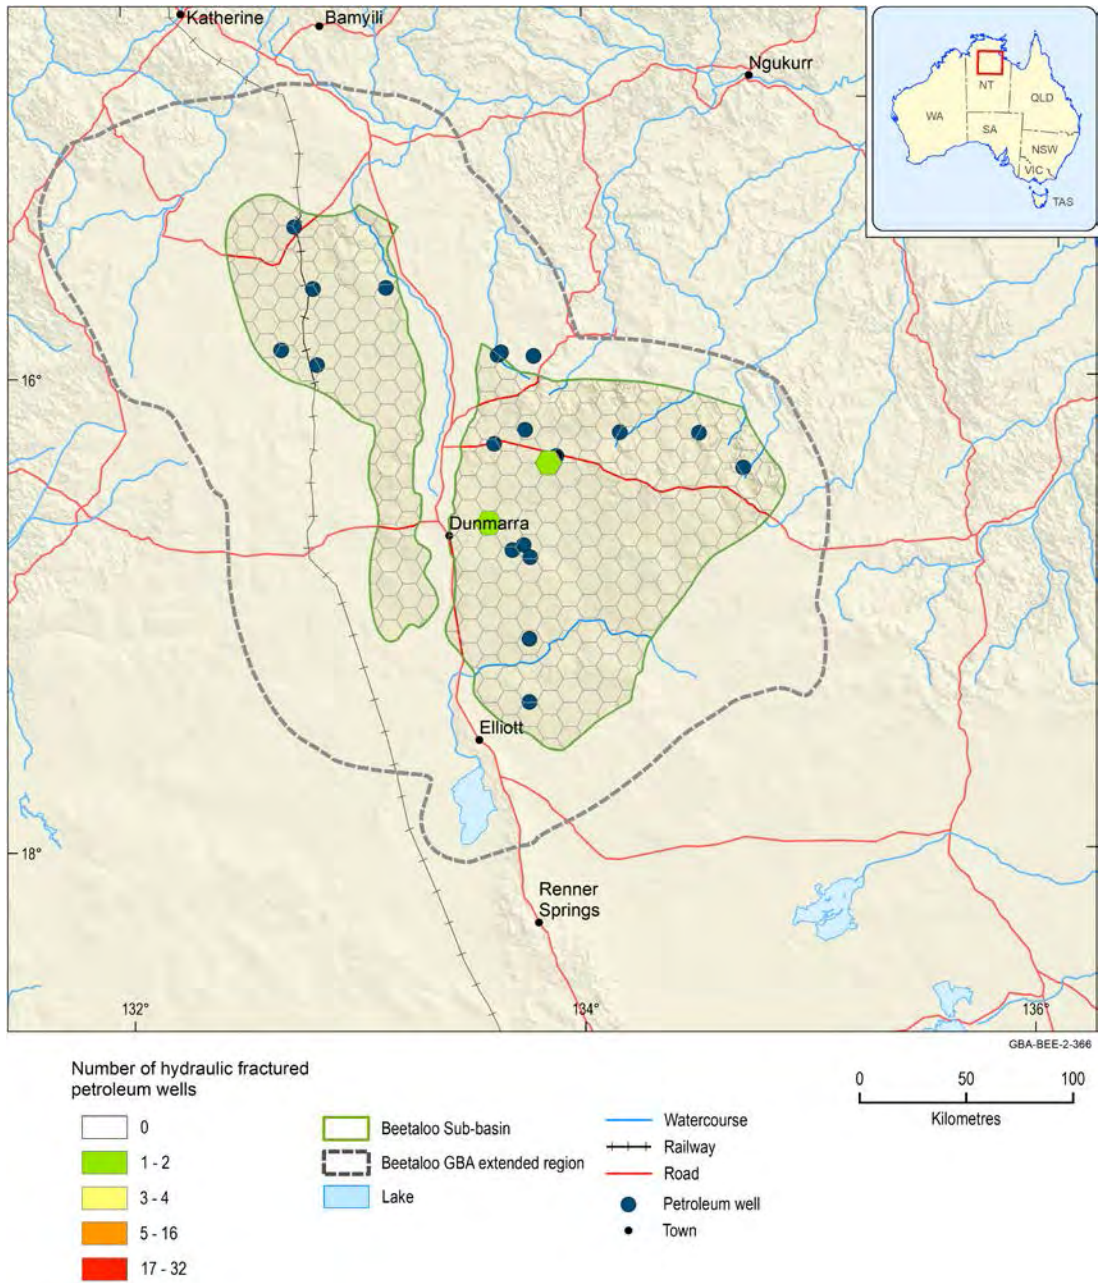 Katherine
Bamyili
Ngukurr
NT
QLD
WA
SA
NSW
VIC
TAS
16°
Dunmarra
Elliott
18°
Renner
Springs
132°
134°
136°
GBA-BEE-2-366
Number of hydraulic fractured
petroleum wells
0
1 - 2
3 - 4
5 - 16
17 - 32
Beetaloo Sub-basin
Beetaloo GBA extended region
Lake
Watercourse
Railway
Road
Petroleum well
Town
0 50 100
Kilometres